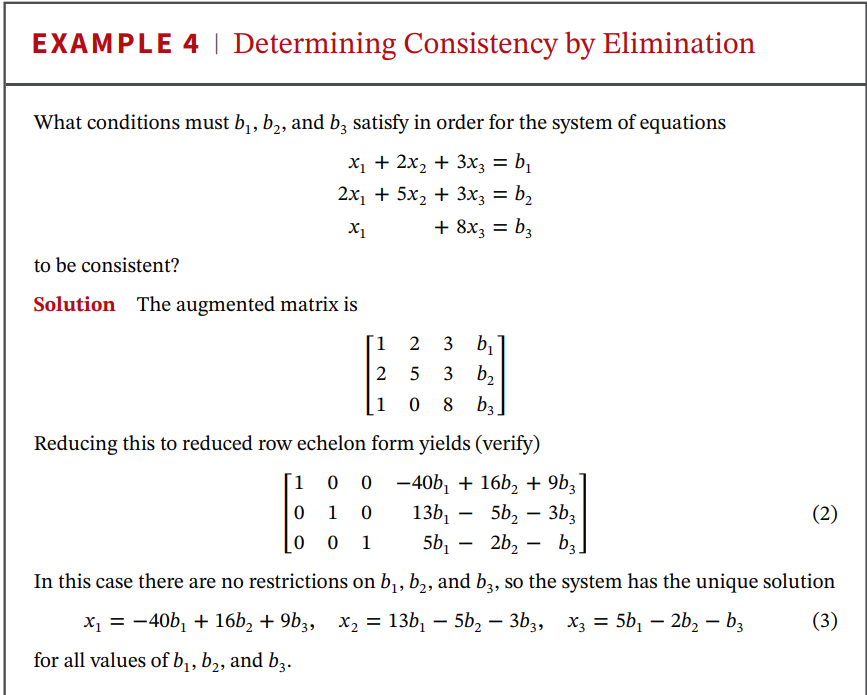 EXAMPLE 4 | Determining Consistency by Elimination
What conditions must b₁, b₂, and b₃ satisfy in order for the system of equations
x₁ + 2x₂ + 3x₃ = b₁
2x₁ + 5x₂ + 3x₃ = b₂
x₁ + 8x₃ = b₃
to be consistent?
Solution The augmented matrix is
[1 2 3 b₁
2 5 3 b₂
1 0 8 b₃]
Reducing this to reduced row echelon form yields (verify)
[1 0 0 −40b₁ + 16b₂ + 9b₃
0 1 0 13b₁ − 5b₂ − 3b₃ (2)
0 0 1 5b₁ − 2b₂ − b₃]
In this case there are no restrictions on b₁, b₂, and b₃, so the system has the unique solution
x₁ = −40b₁ + 16b₂ + 9b₃, x₂ = 13b₁ − 5b₂ − 3b₃, x₃ = 5b₁ − 2b₂ − b₃ (3)
for all values of b₁, b₂, and b₃.